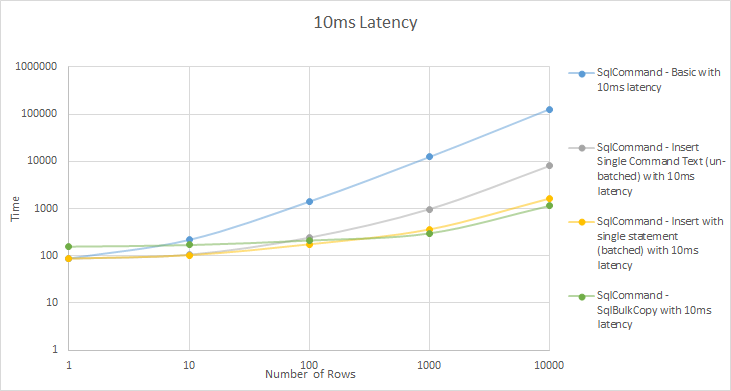 10ms Latency
1000000
100000
10000
1000
100
10
1
Time
1
10
100
1000
10000
Number of Rows
SqlCommand - Basic with
10ms latency
SqlCommand - Insert
Single Command Text (un-
batched) with 10ms
latency
SqlCommand - Insert with
single statement
(batched) with 10ms
latency
SqlCommand -
SqlBulkCopy with 10ms
latency